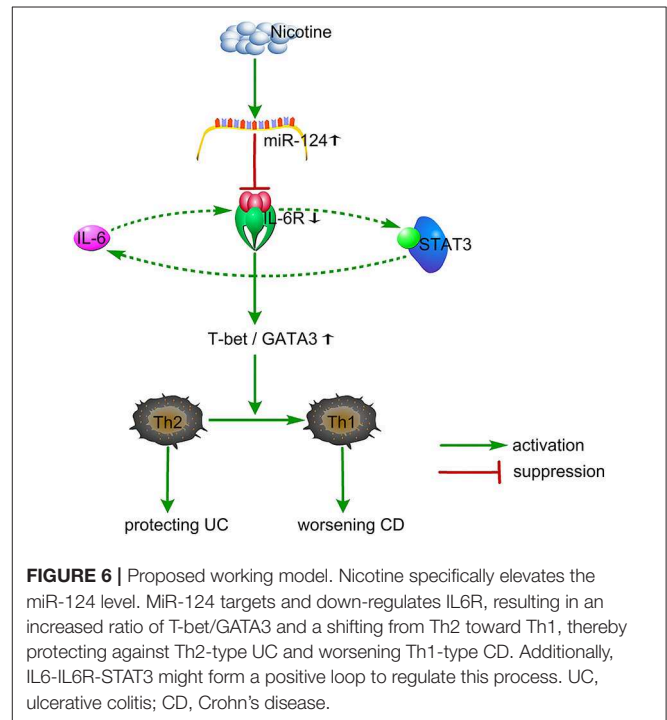 Nicotine
miR-124↑
IL-6R↓
IL-6
STAT3
T-bet / GATA3 ↑
Th2
Th1
activation
suppression
protecting UC
worsening CD
FIGURE 6 | Proposed working model. Nicotine specifically elevates the
miR-124 level. MiR-124 targets and down-regulates IL6R, resulting in an
increased ratio of T-bet/GATA3 and a shifting from Th2 toward Th1, thereby
protecting against Th2-type UC and worsening Th1-type CD. Additionally,
IL6-IL6R-STAT3 might form a positive loop to regulate this process. UC,
ulcerative colitis; CD, Crohn's disease.